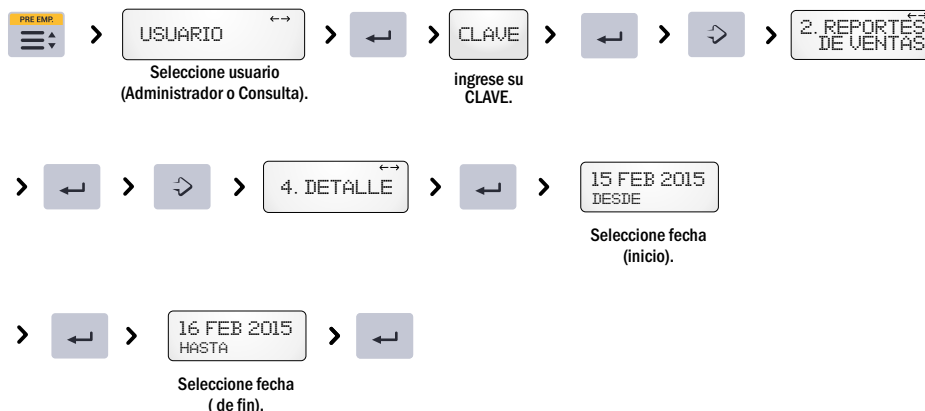 PRE EMP.
USUARIO
Seleccione usuario
(Administrador o Consulta).
CLAVE
ingrese su
CLAVE.
2. REPORTES
DE VENTAS
4. DETALLE
15 FEB 2015
DESDE
Seleccione fecha
(inicio).
16 FEB 2015
HASTA
Seleccione fecha
( de fin).